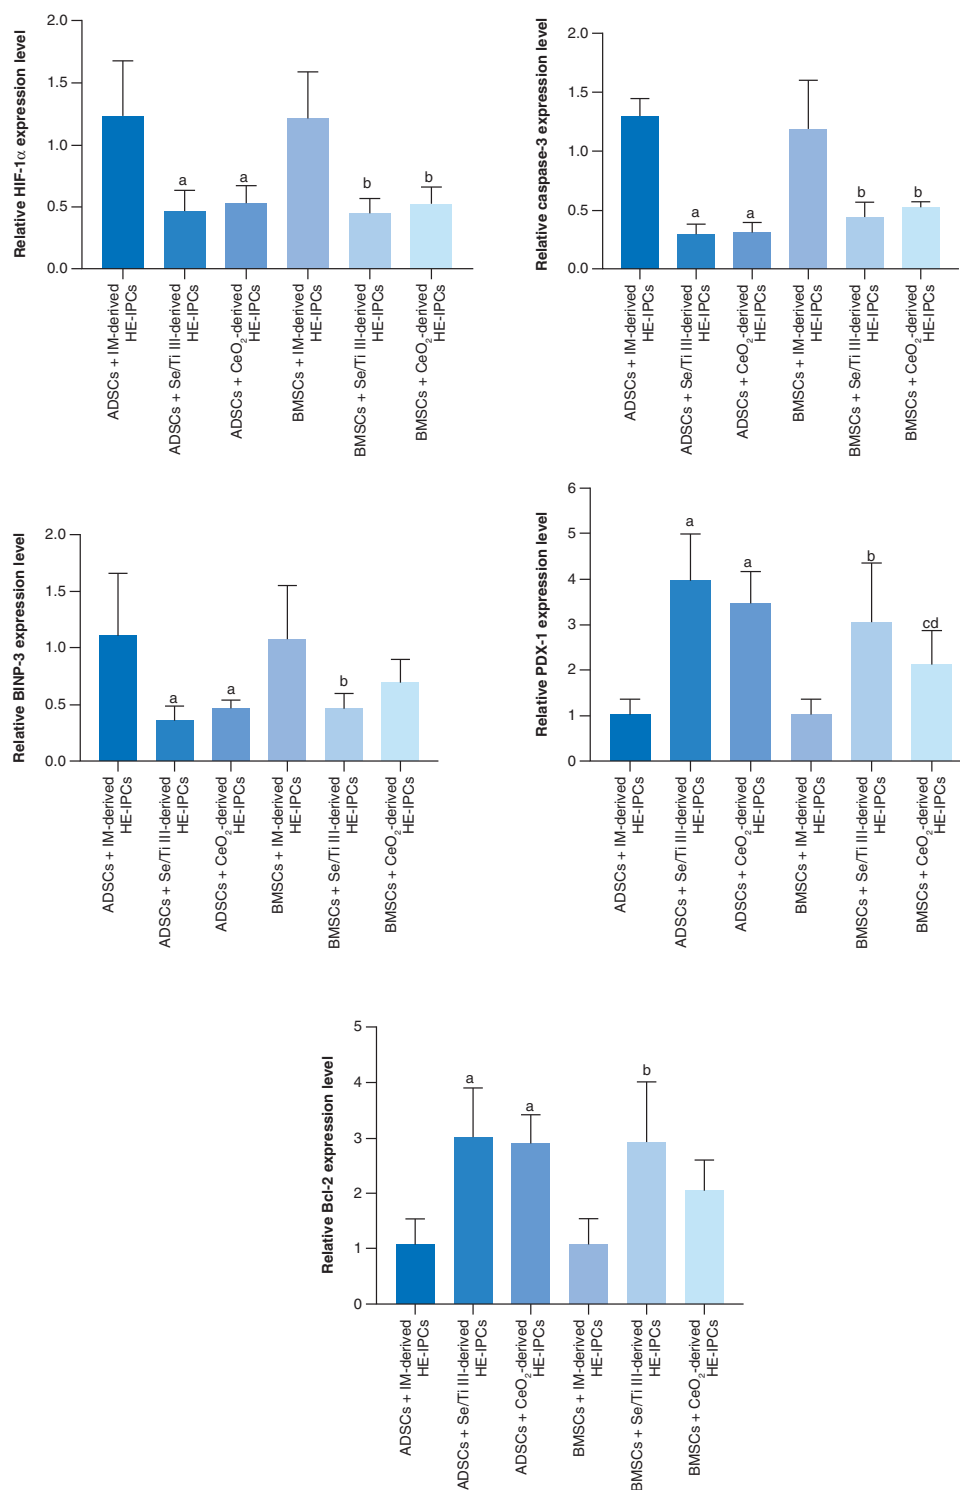 Relative HIF-1α expression level
2.0
1.5
1.0
0.5
0.0
a
a
b
b
ADSCs + IM-derived
HE-IPCs
ADSCs + Se/Ti III-derived
HE-IPCs
ADSCs + CeO₂-derived
HE-IPCs
BMSCs + IM-derived
HE-IPCs
BMSCs + Se/Ti III-derived
HE-IPCs
BMSCs + CeO₂-derived
HE-IPCs
Relative caspase-3 expression level
2.0
1.5
1.0
0.5
0.0
a
a
b
b
ADSCs + IM-derived
HE-IPCs
ADSCs + Se/Ti III-derived
HE-IPCs
ADSCs + CeO₂-derived
HE-IPCs
BMSCs + IM-derived
HE-IPCs
BMSCs + Se/Ti III-derived
HE-IPCs
BMSCs + CeO₂-derived
HE-IPCs
Relative BINP-3 expression level
2.0
1.5
1.0
0.5
0.0
a
a
b
ADSCs + IM-derived
HE-IPCs
ADSCs + Se/Ti III-derived
HE-IPCs
ADSCs + CeO₂-derived
HE-IPCs
BMSCs + IM-derived
HE-IPCs
BMSCs + Se/Ti III-derived
HE-IPCs
BMSCs + CeO₂-derived
HE-IPCs
Relative PDX-1 expression level
6
5
4
3
2
1
0
a
a
b
cd
ADSCs + IM-derived
HE-IPCs
ADSCs + Se/Ti III-derived
HE-IPCs
ADSCs + CeO₂-derived
HE-IPCs
BMSCs + IM-derived
HE-IPCs
BMSCs + Se/Ti III-derived
HE-IPCs
BMSCs + CeO₂-derived
HE-IPCs
Relative Bcl-2 expression level
5
4
3
2
1
0
a
a
b
ADSCs + IM-derived
HE-IPCs
ADSCs + Se/Ti III-derived
HE-IPCs
ADSCs + CeO₂-derived
HE-IPCs
BMSCs + IM-derived
HE-IPCs
BMSCs + Se/Ti III-derived
HE-IPCs
BMSCs + CeO₂-derived
HE-IPCs